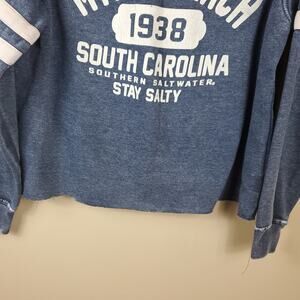 1938
SOUTH CAROLINA
SOUTHERN SALTWATER
STAY SALTY